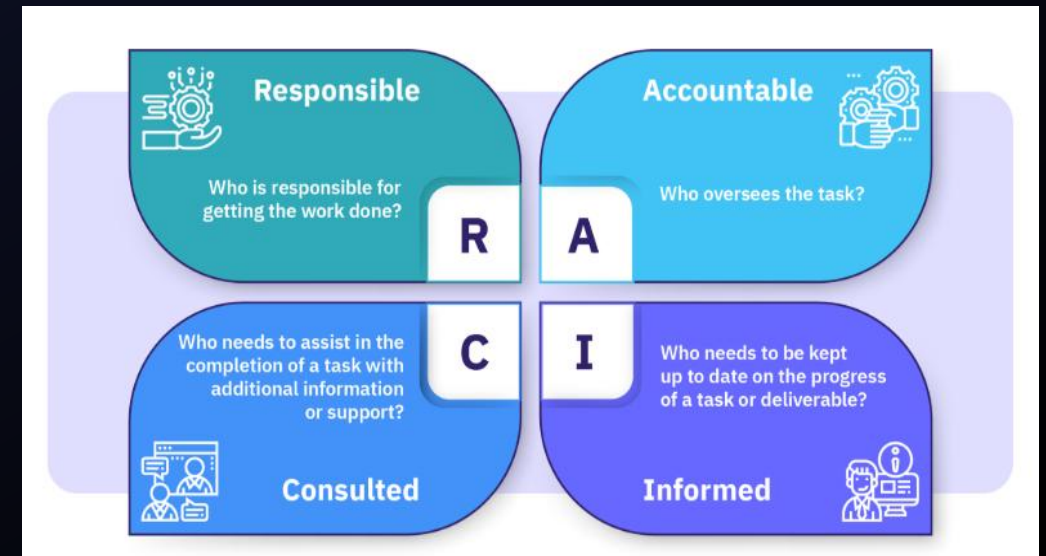 Responsible
Who is responsible for
getting the work done?
R
Accountable
Who oversees the task?
A
Who needs to assist in the
completion of a task with
additional information
or support?
C
Consulted
I
Who needs to be kept
up to date on the progress
of a task or deliverable?
Informed